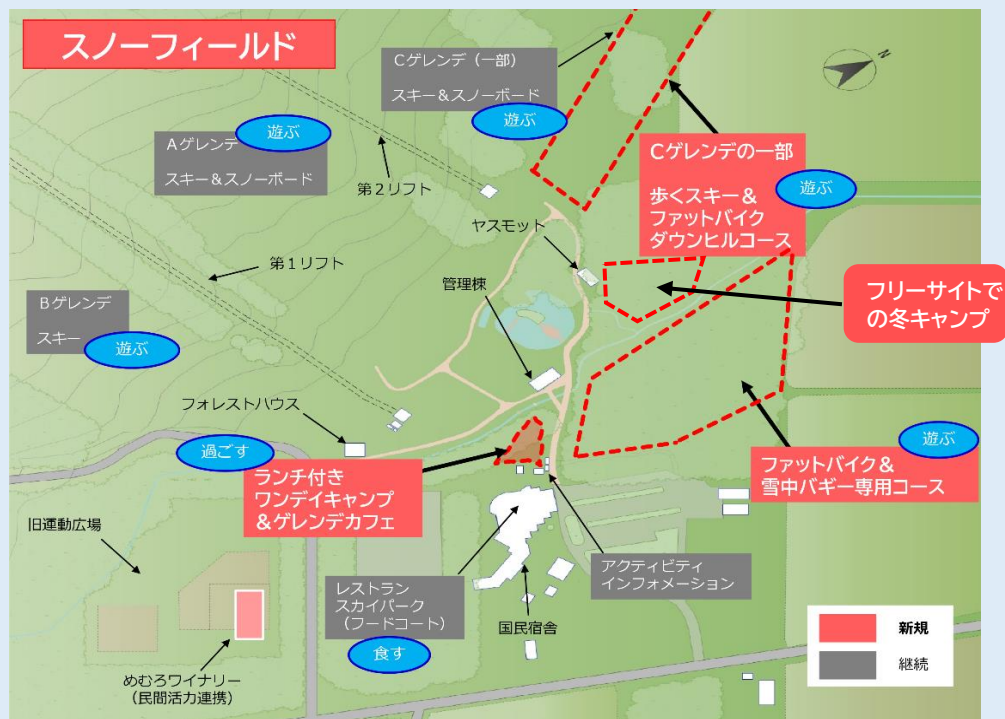 スノーフィールド
Cゲレンデ（一部）
スキー＆スノーボード
遊ぶ
N
Aゲレンデ
遊ぶ
スキー＆スノーボード
第2リフト
Cゲレンデの一部
歩くスキー＆
ファットバイク
ダウンヒルコース
遊ぶ
ヤスモット
第1リフト
管理棟
フリーサイトで
の冬キャンプ
Bゲレンデ
スキー
遊ぶ
フォレストハウス
過ごす
ランチ付き
ワンデイキャンプ
＆ゲレンデカフェ
遊ぶ
ファットバイク＆
雪中バギー専用コース
旧運動広場
レストラン
スカイパーク
（フードコート）
食す
アクティビティ
インフォメーション
国民宿舎
めむろワイナリー
（民間活力連携）
新規
継続